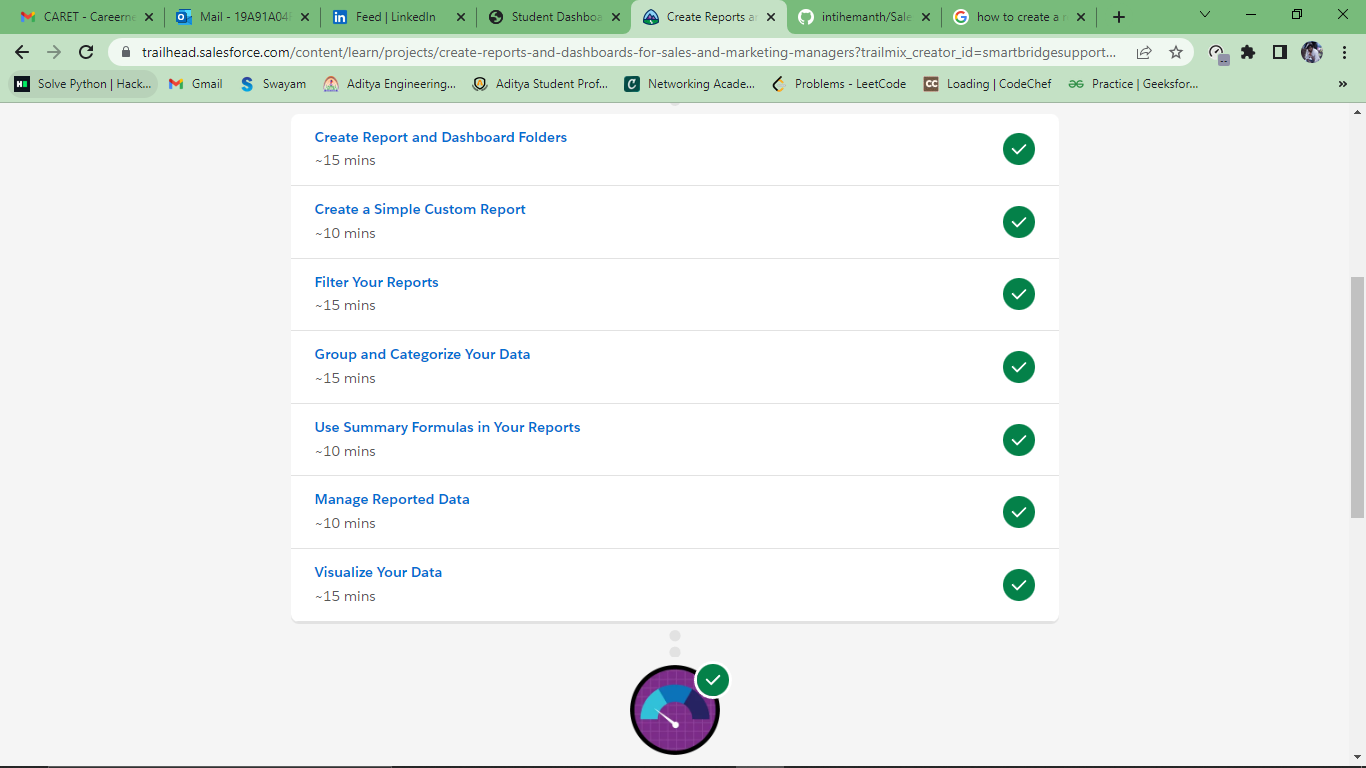 CARET - Careerne
Mail - 19A91A04
Feed | LinkedIn
Student Dashboa
Create Reports a
intihemanth/Sale
how to create a
trailhead.salesforce.com/content/learn/projects/create-reports-and-dashboards-for-sales-and-marketing-managers?trailmix_creator_id=smartbridgesupport...
Solve Python | Hack...
Gmail
Swayam
Aditya Engineering...
Aditya Student Prof...
Networking Acade...
Problems - LeetCode
CC
Loading | CodeChef
Practice | Geeksfor...
»
Create Report and Dashboard Folders
~15 mins
Create a Simple Custom Report
~10 mins
Filter Your Reports
~15 mins
Group and Categorize Your Data
~15 mins
Use Summary Formulas in Your Reports
~10 mins
Manage Reported Data
~10 mins
Visualize Your Data
~15 mins